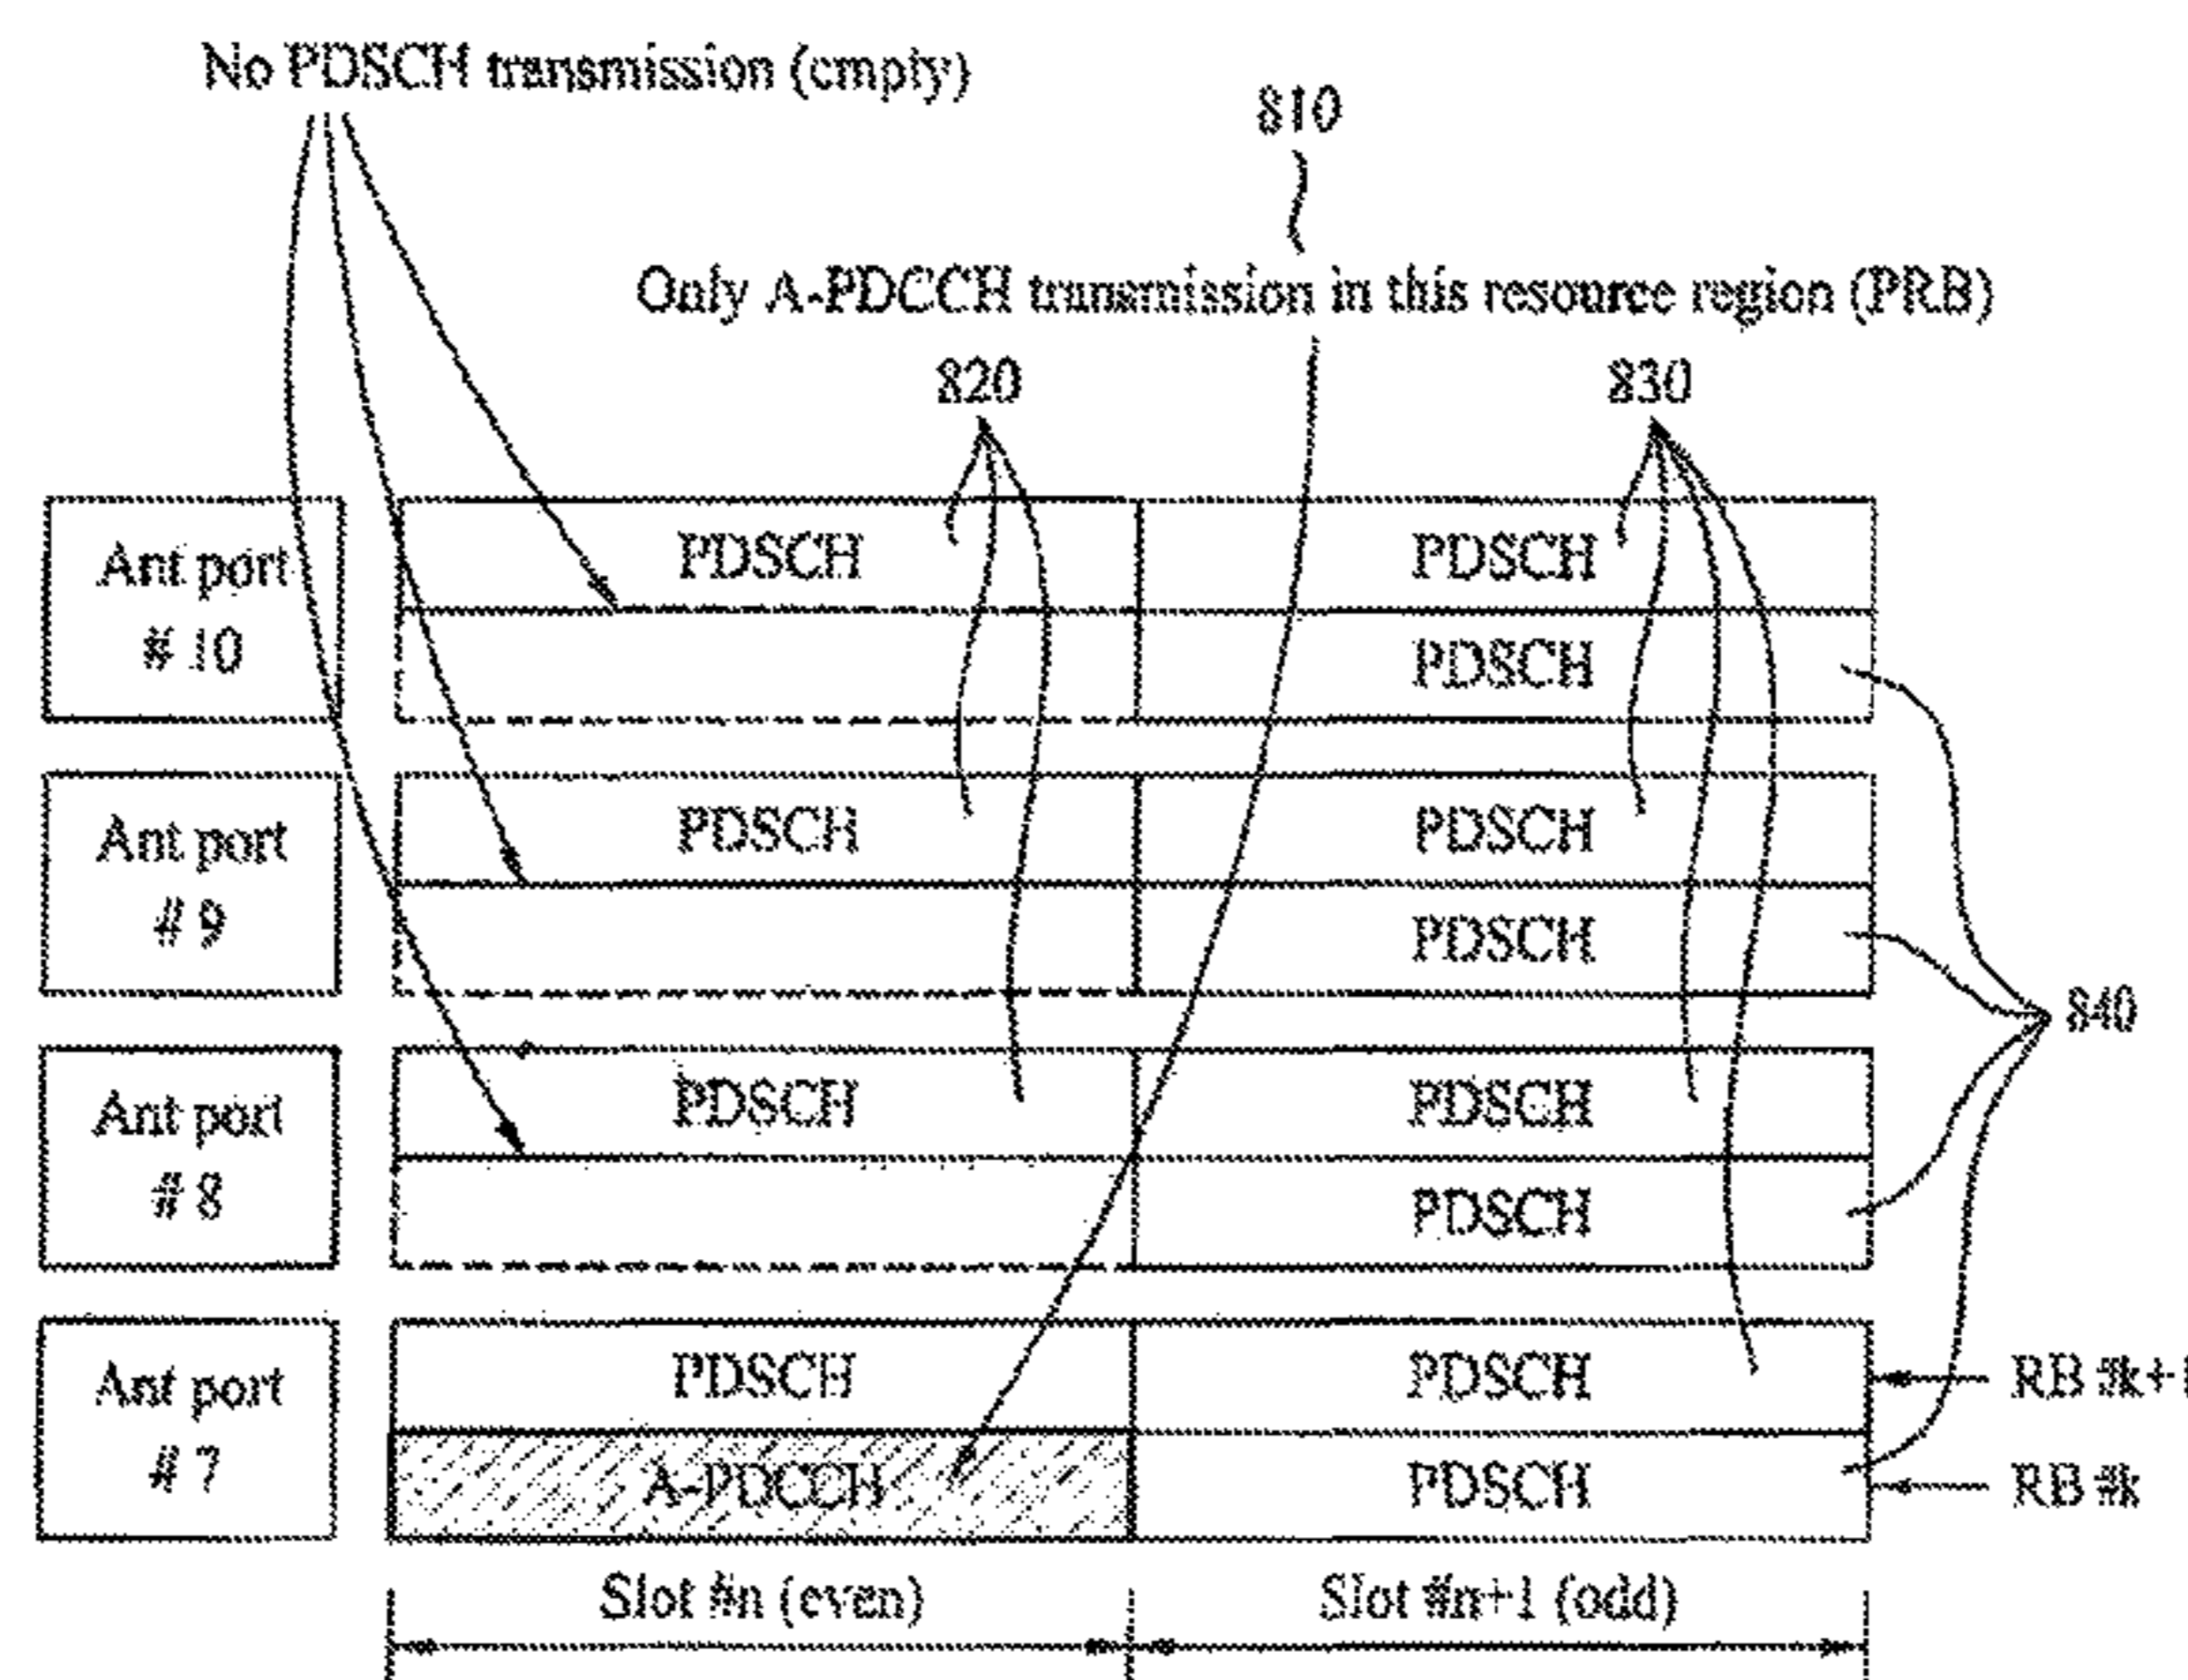 No PDSCH transmission (empty)
810
Only A-PDCCH transmission in this resource region (PRB)
820
830
Ant port
# 10
PDSCH
PDSCH
PDSCH
Ant port
# 9
PDSCH
PDSCH
PDSCH
840
Ant port
# 8
PDSCH
PDSCH
PDSCH
Ant port
# 7
PDSCH
PDSCH
RB #k+1
A-PDCCH
PDSCH
RB #k
Slot #n (even)
Slot #n+1 (odd)